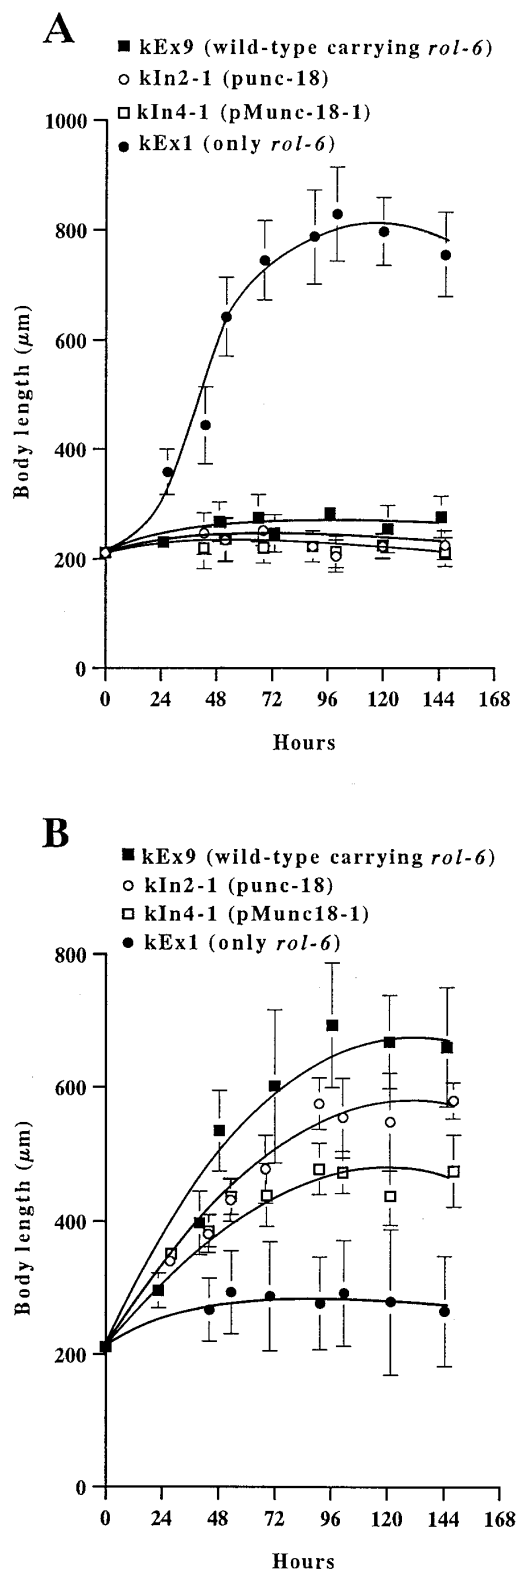 A
kEx9 (wild-type carrying rol-6)
kIn2-1 (punc-18)
kIn4-1 (pMunc-18-1)
kEx1 (only rol-6)
1000
800
600
400
200
0
Body length (μm)
0 24 48 72 96 120 144 168
Hours
B
kEx9 (wild-type carrying rol-6)
kIn2-1 (punc-18)
kIn4-1 (pMunc18-1)
kEx1 (only rol-6)
800
600
400
200
0
Body length (μm)
0 24 48 72 96 120 144 168
Hours